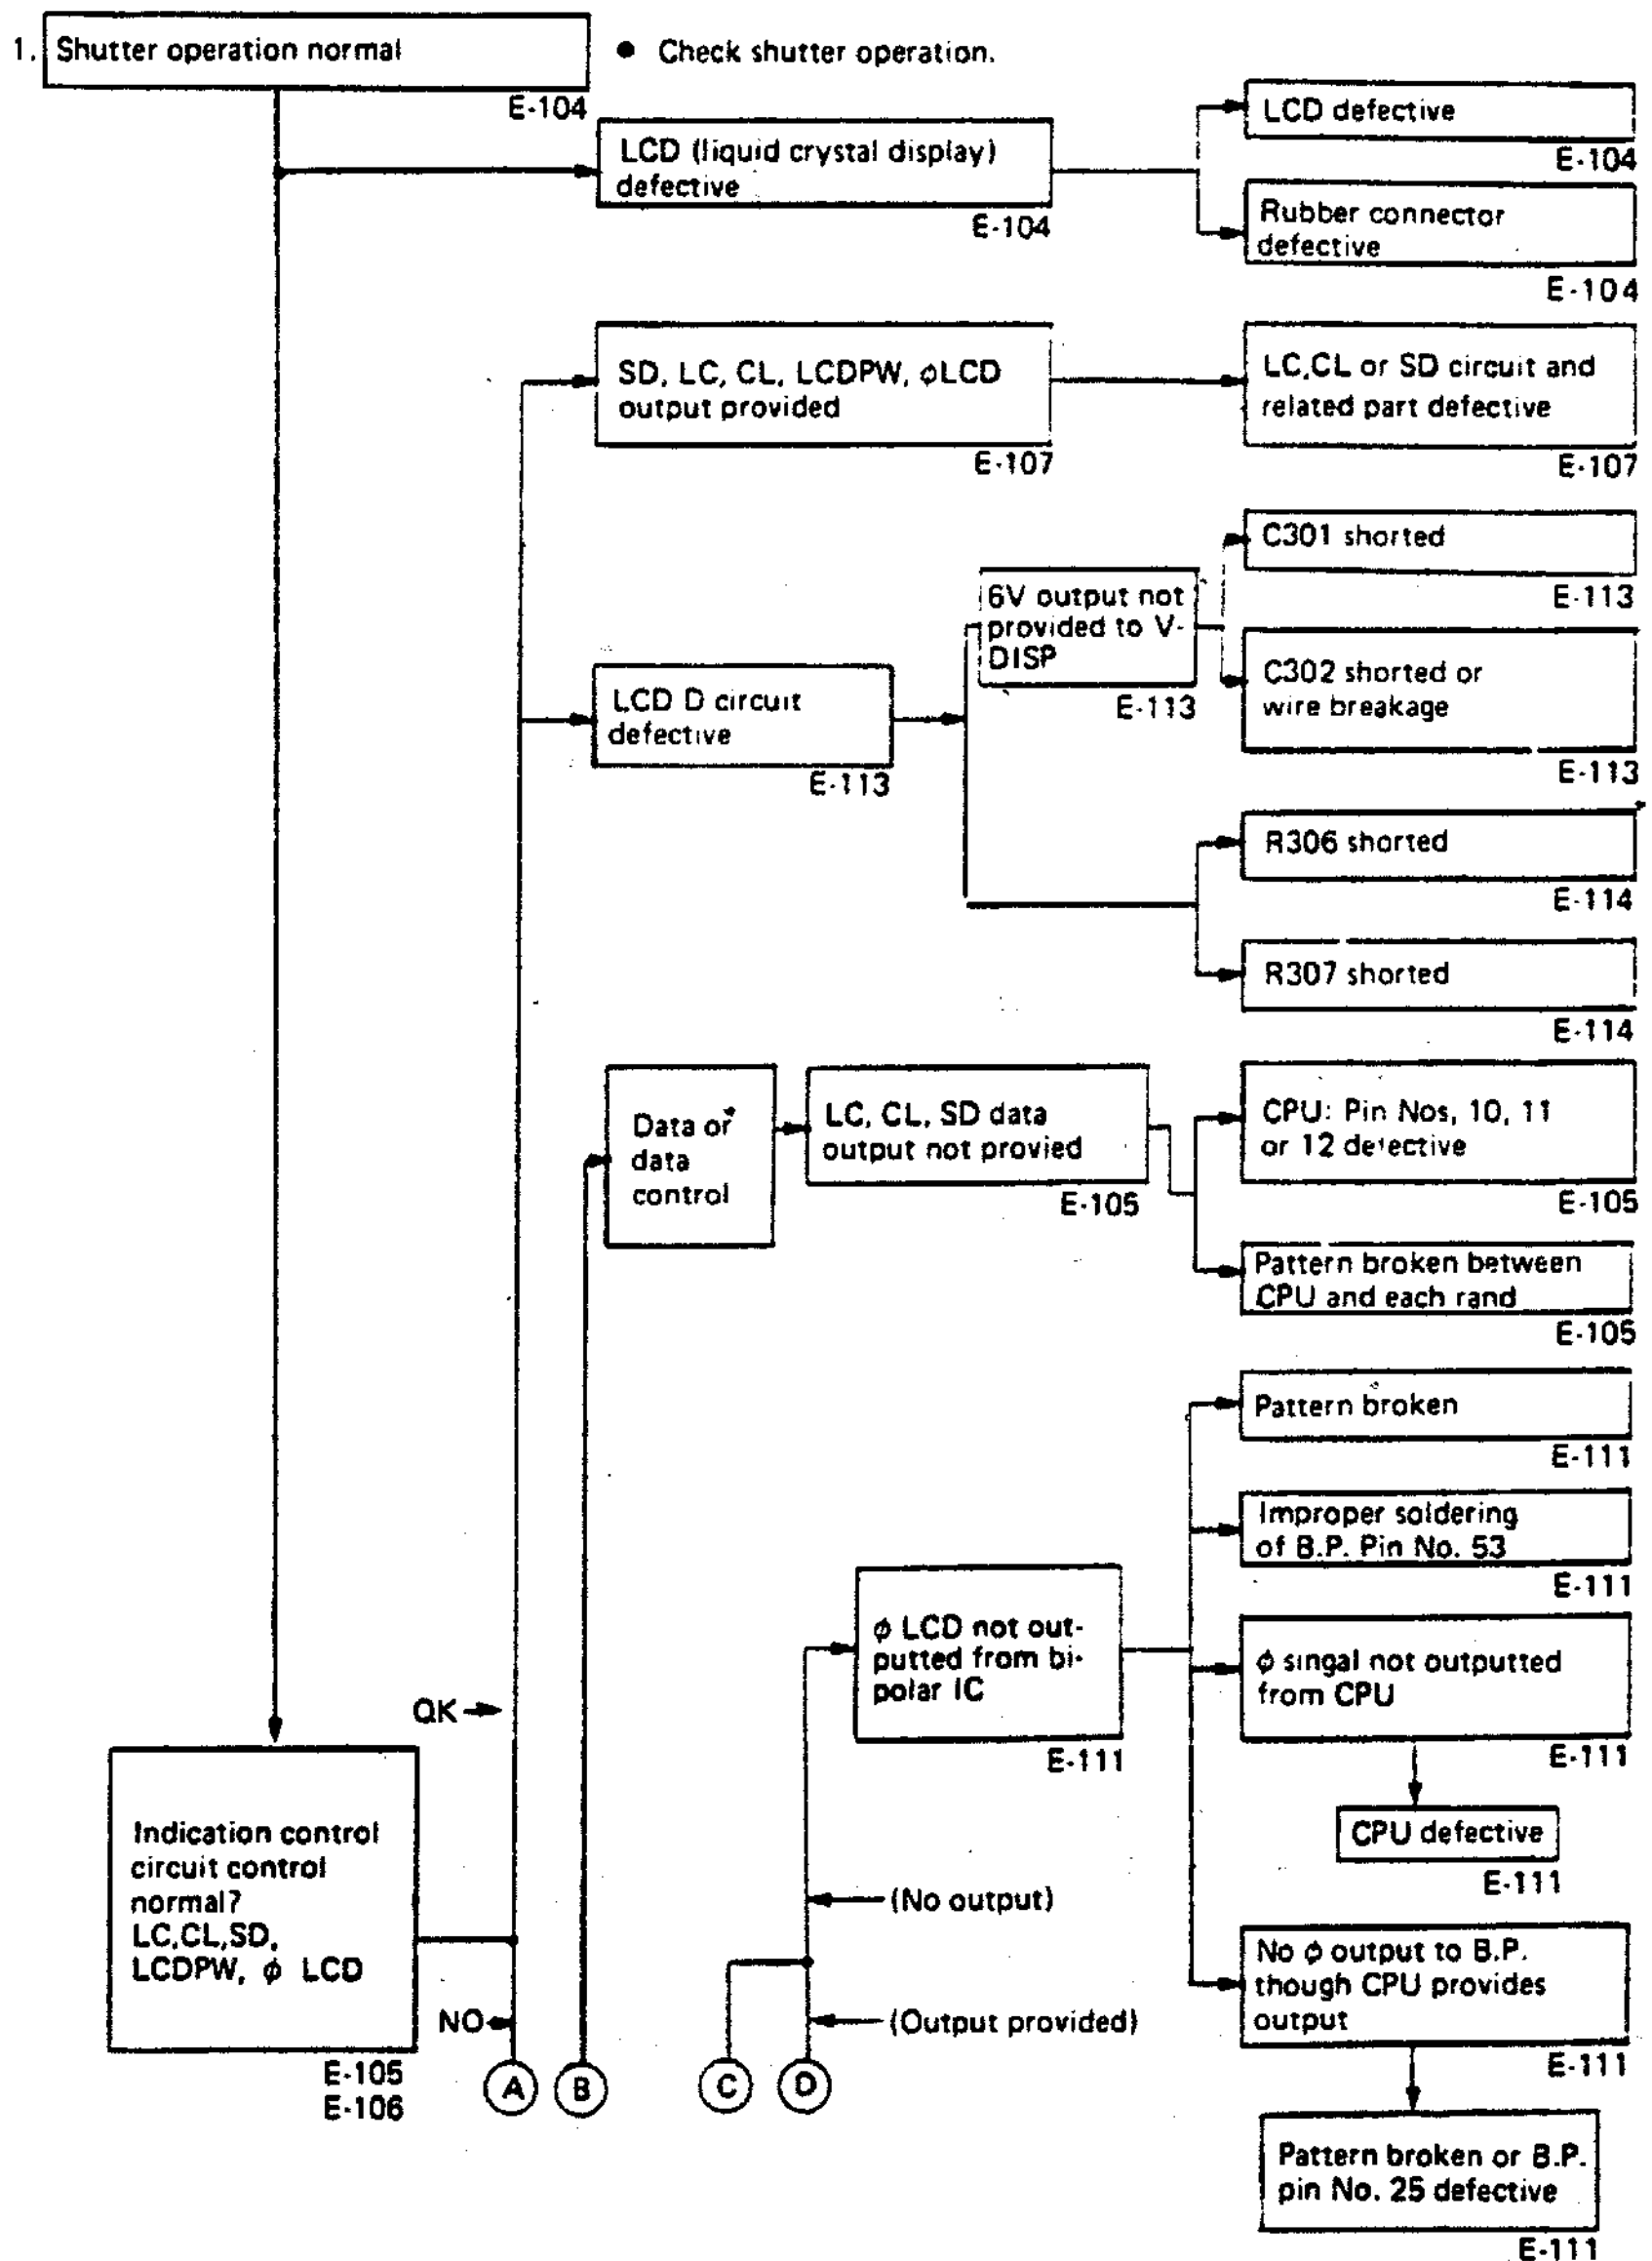 1. Shutter operation normal
● Check shutter operation.
E-104
LCD (liquid crystal display)
defective
E-104
LCD defective
E-104
Rubber connector
defective
E-104
SD, LC, CL, LCDPW, φLCD
output provided
E-107
LC,CL or SD circuit and
related part defective
E-107
LCD D circuit
defective
E-113
6V output not
provided to V-
DISP
E-113
C301 shorted
E-113
C302 shorted or
wire breakage
E-113
R306 shorted
E-114
R307 shorted
E-114
Data or
data
control
LC, CL, SD data
output not provied
E-105
CPU: Pin Nos, 10, 11
or 12 defective
E-105
Pattern broken between
CPU and each rand
E-105
φ LCD not out-
putted from bi-
polar IC
E-111
Pattern broken
E-111
Improper soldering
of B.P. Pin No. 53
E-111
φ singal not outputted
from CPU
E-111
CPU defective
E-111
No φ output to B.P.
though CPU provides
output
E-111
Pattern broken or B.P.
pin No. 25 defective
E-111
OK
Indication control
circuit control
normal?
LC,CL,SD,
LCDPW, φ LCD
E-105
E-106
NO
(No output)
(Output provided)
A
B
C
D